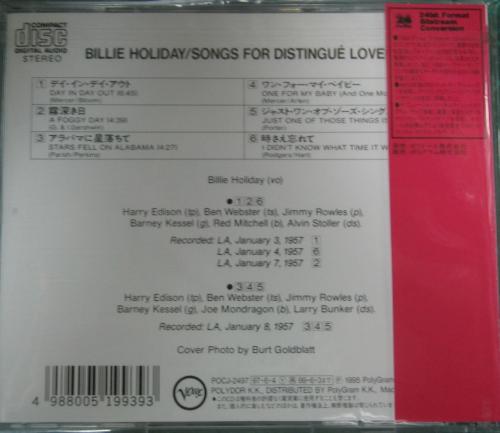 COMPACT
disc
DIGITAL AUDIO
STEREO
BILLIE HOLIDAY/SONGS FOR DISTINGUÉ LOVE
24bit Format
Bitstream
Conversion
1 デイ・イン・デイ・アウト
DAY IN DAY OUT (6:45)
(Mercer/Bloom)
2 霧深き日
A FOGGY DAY (4:39)
(G. & I.Gershwin)
3 アラバマに星落ちて
STARS FELL ON ALABAMA (4:27)
(Parish/Perkins)
4 ワン・フォー・マイ・ベイビー
ONE FOR MY BABY (And One Mo
(Mercer/Arlen)
5 ジャスト・ワン・オブ・ゾーズ・シング
JUST ONE OF THOSE THINGS
(Porter)
6 時さえ忘れて
I DIDN'T KNOW WHAT TIME IT W
(Rodgers/Hart)
Billie Holiday (vo)
●1 2 6
Harry Edison (tp), Ben Webster (ts), Jimmy Rowles (p),
Barney Kessel (g), Red Mitchell (b), Alvin Stoller (ds).
Recorded: LA, January 3, 1957 1
LA, January 4, 1957 6
LA, January 7, 1957 2
●3 4 5
Harry Edison (tp), Ben Webster (ts), Jimmy Rowles (p),
Barney Kessel (g), Joe Mondragon (b), Larry Bunker (ds).
Recorded: LA, January 8, 1957 3 4 5
Cover Photo by Burt Goldblatt
4 988005 199393
Verve
POCJ-2497
POLYDOR K.K., DISTRIBUTED BY POLYGRAM K.K.,